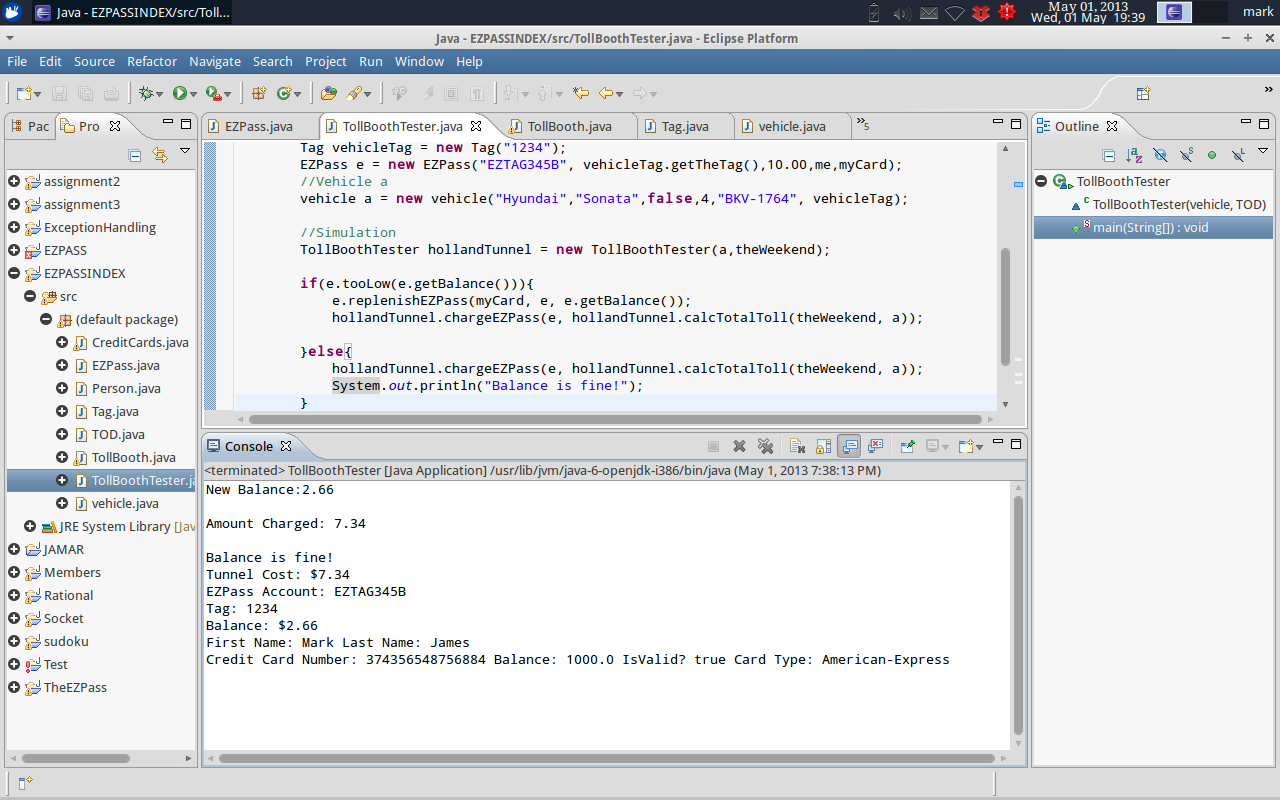 Java - EZPASSINDEX/src/Toll...
May 01, 2013
Wed, 01 May 19:39
mark
Java - EZPASSINDEX/src/TollBoothTester.java - Eclipse Platform
File Edit Source Refactor Navigate Search Project Run Window Help
Pac
Pro
assignment2
assignment3
ExceptionHandling
EZPASS
EZPASSINDEX
src
(default package)
CreditCards.java
EZPass.java
Person.java
Tag.java
TOD.java
TollBooth.java
TollBoothTester.ja
vehicle.java
JRE System Library [Jav
JAMAR
Members
Rational
Socket
sudoku
Test
TheEZPass
EZPass.java
TollBoothTester.java
TollBooth.java
Tag.java
vehicle.java
»5
Tag vehicleTag = new Tag("1234");
EZPass e = new EZPass("EZTAG345B", vehicleTag.getTheTag(),10.00,me,myCard);
//Vehicle a
vehicle a = new vehicle("Hyundai","Sonata",false,4,"BKV-1764", vehicleTag);
//Simulation
TollBoothTester hollandTunnel = new TollBoothTester(a,theWeekend);
if(e.tooLow(e.getBalance())){
e.replenishEZPass(myCard, e, e.getBalance());
hollandTunnel.chargeEZPass(e, hollandTunnel.calcTotalToll(theWeekend, a));
}else{
hollandTunnel.chargeEZPass(e, hollandTunnel.calcTotalToll(theWeekend, a));
System.out.println("Balance is fine!");
}
Console
<terminated> TollBoothTester [Java Application] /usr/lib/jvm/java-6-openjdk-i386/bin/java (May 1, 2013 7:38:13 PM)
New Balance:2.66
Amount Charged: 7.34
Balance is fine!
Tunnel Cost: $7.34
EZPass Account: EZTAG345B
Tag: 1234
Balance: $2.66
First Name: Mark Last Name: James
Credit Card Number: 374356548756884 Balance: 1000.0 IsValid? true Card Type: American-Express
Outline
TollBoothTester
TollBoothTester(vehicle, TOD)
main(String[]) : void